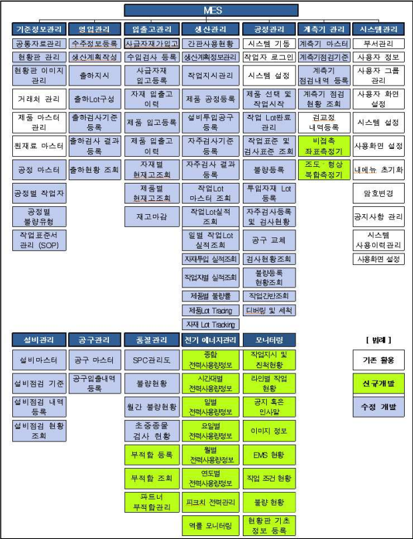 MES
기준정보관리
공통자료관리
현황판 관리
현황판 이미지
관리
거래처 관리
제품 마스터
관리
원재료 마스터
공정 마스터
공정별 작업자
공정별
불량유형
작업표준서
관리 (SOP)
영업관리
수주정보등록
생산계획작성
출하지시
출하Lot구성
출하검사기준
등록
출하검사 결과
등록
출하현황 조회
입출고관리
사급자재가입고
수입검사 등록
사급자재
입고등록
자재 입출고
이력
제품 입고등록
제품 입출고
이력
자재별
현재고조회
제품별
현재고조회
재고마감
생산관리
간판사용현황
생산계획정보관리
작업지시관리
제품 공정등록
설비투입공구
등록
자주검사기준
등록
자주검사 결과
등록
작업Lot
마스터 조회
작업Lot실적
조회
일별 작업Lot
실적조회
자재투입 실적조회
작업자별 실적조회
제품별 불량률
제품Lot Tracing
자재 Lot Tracking
공정관리
시스템 기동
작업자 로그인
시스템 설정
제품 선택 및
작업시작
작업 Lot완료
관리
작업표준 및
검사표준 조회
불량등록
투입자재 Lot
등록
자주검사등록
및 검사현황
공구 교체
검사현황조회
불량등록
현황조회
작업간반조회
디버링 및 세척
계측기 관리
계측기 마스터
계측기점검기준
계측기
점검내역 등록
계측기 점검
현황 조회
검교정
내역등록
비접촉
좌표측정기
조도·형상
복합측정기
시스템관리
부서관리
사용자 정보
사용자 그룹
관리
사용자 화면
설정
시스템 설정
사용화면 설정
내메뉴 초기화
암호변경
공지사항 관리
시스템
사용이력관리
사용화면 설정
설비관리
설비마스터
설비점검 기준
설비점검 내역
등록
설비점검 현황
조회
공구관리
공구 마스터
공구입출내역
등록
품질관리
SPC관리도
불량현황
월간 불량현황
초중종물
검사 현황
부적합 등록
부적합 조회
파트너
부적합관리
전기 에너지관리
종합
전력사용량정보
시간대별
전력사용량정보
일별
전력사용량정보
요일별
전력사용량정보
월별
전력사용량정보
연도별
전력사용량정보
피크치 전력관리
역률 모니터링
모니터링
작업지시 및
진척현황
라인별 작업
현황
공지 혹은
인사말
이미지 정보
EMS 현황
작업 조건 현황
불량 현황
현황판 기초
정보 등록
[ 범례 ]
기존 활용
신규개발
수정 개발